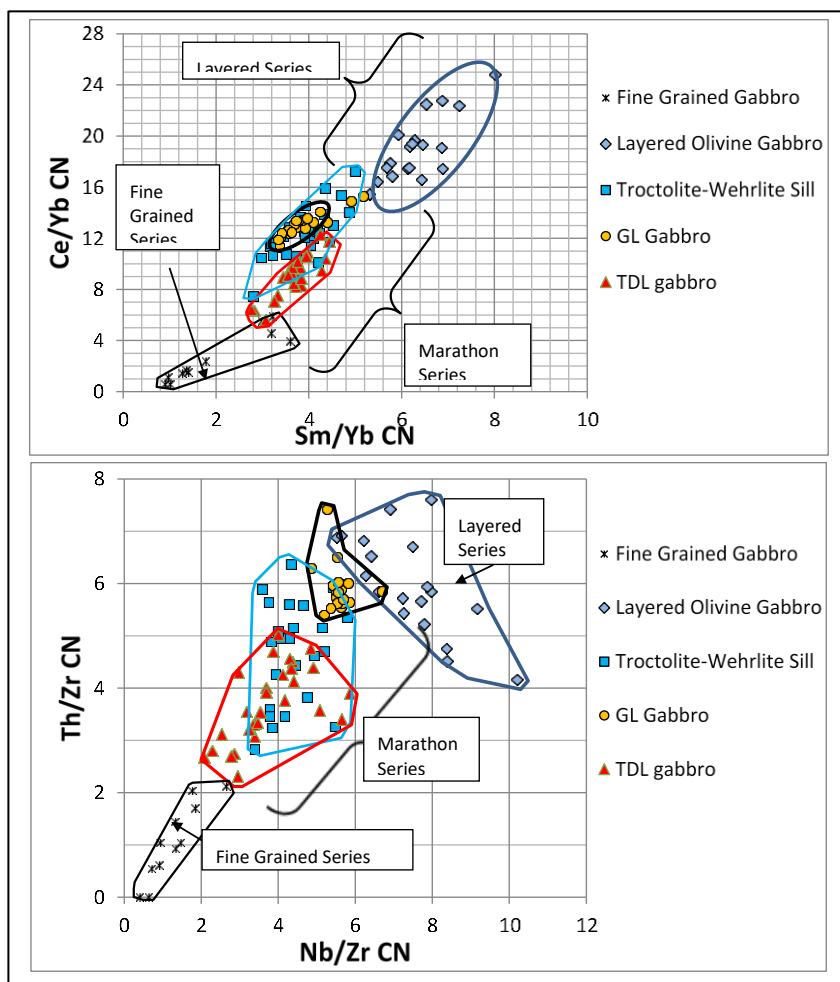 28
24
20
16
12
8
4
0
0
2
4
6
8
10
Ce/Yb CN
Sm/Yb CN
Layered Series
Fine
Grained
Series
Marathon
Series
Fine Grained Gabbro
Layered Olivine Gabbro
Troctolite-Wehrlite Sill
GL Gabbro
TDL gabbro
8
6
4
2
0
0
2
4
6
8
10
12
Th/Zr CN
Nb/Zr CN
Layered
Series
Marathon
Series
Fine Grained Series
Fine Grained Gabbro
Layered Olivine Gabbro
Troctolite-Wehrlite Sill
GL Gabbro
TDL gabbro